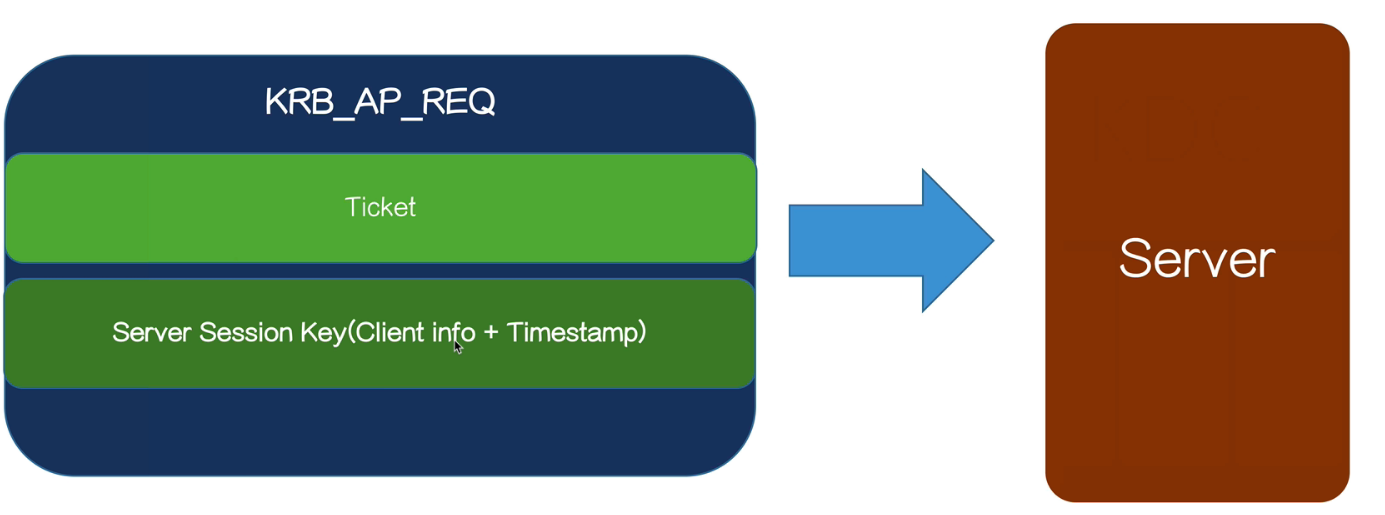 KRB_AP_REQ
Ticket
Server Session Key(Client info + Timestamp)
Server